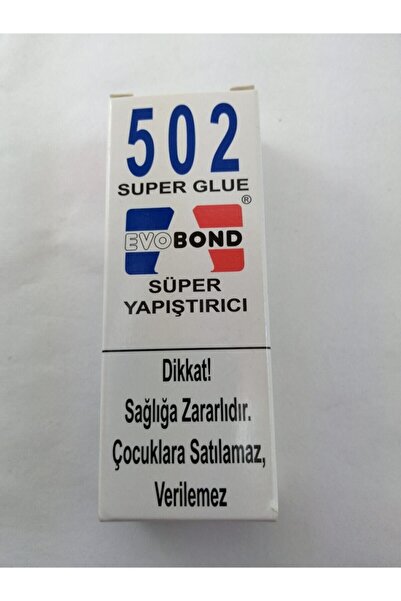 502
SUPER GLUE
®
EVOBOND
SÜPER
YAPIŞTIRICI
Dikkat!
Sağlığa Zararlıdır.
Çocuklara Satılamaz,
Verilemez